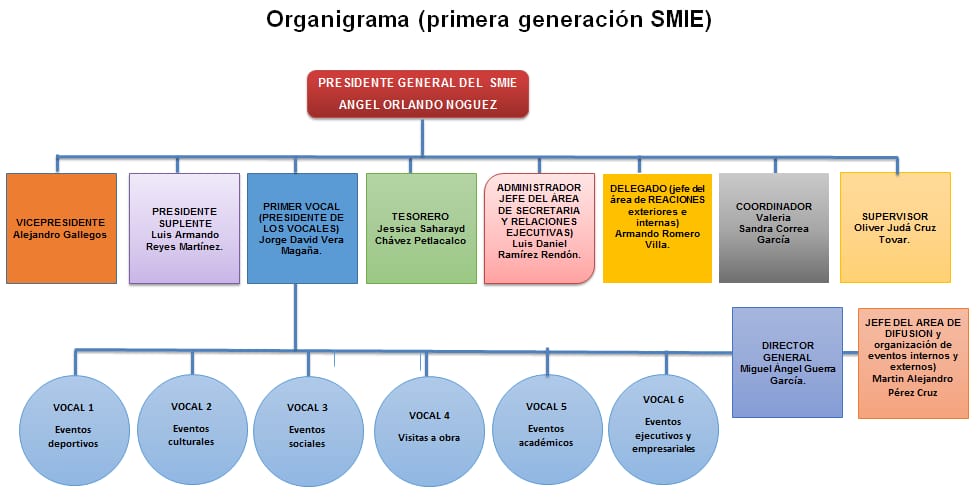 Organigrama (primera generación SMIE)
PRESIDENTE GENERAL DEL SMIE
ANGEL ORLANDO NOGUEZ
VICEPRESIDENTE
Alejandro Gallegos
PRESIDENTE
SUPLENTE
Luis Armando
Reyes Martínez.
PRIMER VOCAL
(PRESIDENTE DE
LOS VOCALES)
Jorge David Vera
Magaña.
TESORERO
Jessica Saharayd
Chávez Petlacalco
ADMINISTRADOR
JEFE DEL ÁREA
DE SECRETARIA
Y RELACIONES
EJECUTIVAS)
Luis Daniel
Ramírez Rendón.
DELEGADO (jefe del
área de REACIONES
exteriores e
internas)
Armando Romero
Villa.
COORDINADOR
Valeria
Sandra Correa
García
SUPERVISOR
Oliver Judá Cruz
Tovar.
DIRECTOR
GENERAL
Miguel Ángel Guerra
García.
JEFE DEL AREA DE
DIFUSION y
organización de
eventos internos y
externos)
Martin Alejandro
Pérez Cruz
VOCAL 1
Eventos
deportivos
VOCAL 2
Eventos
culturales
VOCAL 3
Eventos
sociales
VOCAL 4
Visitas a obra
VOCAL 5
Eventos
académicos
VOCAL 6
Eventos
ejecutivos y
empresariales